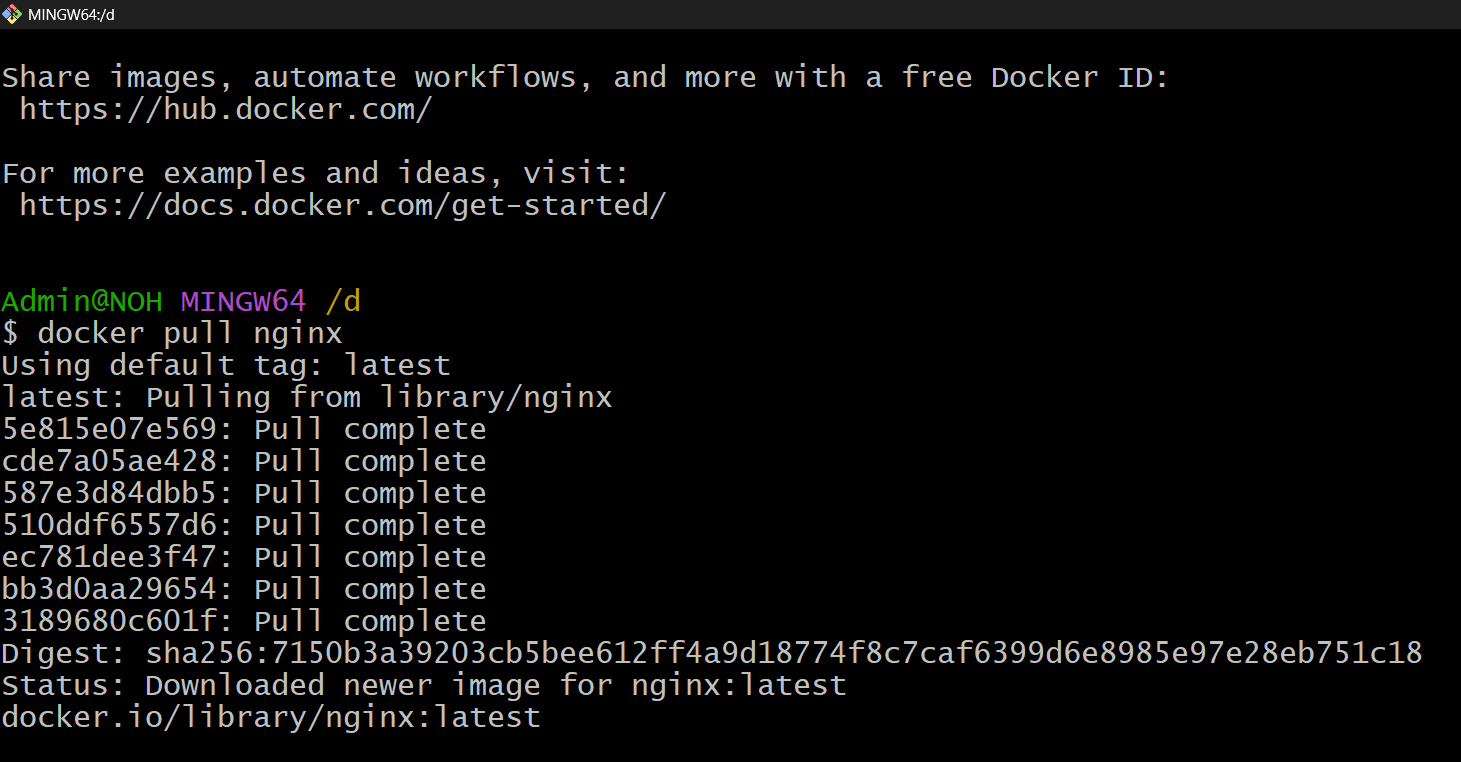 MINGW64:/d
Share images, automate workflows, and more with a free Docker ID:
https://hub.docker.com/
For more examples and ideas, visit:
https://docs.docker.com/get-started/
Admin@NOH MINGW64 /d
$ docker pull nginx
Using default tag: latest
latest: Pulling from library/nginx
5e815e07e569: Pull complete
cde7a05ae428: Pull complete
587e3d84dbb5: Pull complete
510ddf6557d6: Pull complete
ec781dee3f47: Pull complete
bb3d0aa29654: Pull complete
3189680c601f: Pull complete
Digest: sha256:7150b3a39203cb5bee612ff4a9d18774f8c7caf6399d6e8985e97e28eb751c18
Status: Downloaded newer image for nginx:latest
docker.io/library/nginx:latest